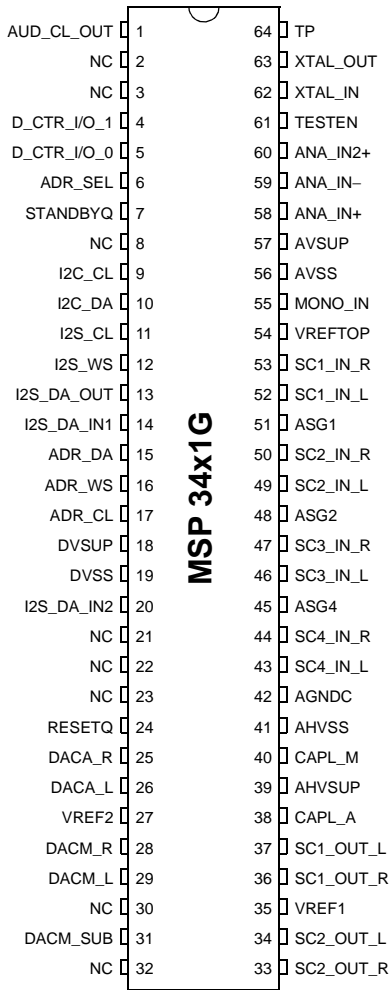 AUD_CL_OUT 1 64 TP
NC 2 63 XTAL_OUT
NC 3 62 XTAL_IN
D_CTR_I/O_1 4 61 TESTEN
D_CTR_I/O_0 5 60 ANA_IN2+
ADR_SEL 6 59 ANA_IN−
STANDBYQ 7 58 ANA_IN+
NC 8 57 AVSUP
I2C_CL 9 56 AVSS
I2C_DA 10 55 MONO_IN
I2S_CL 11 54 VREFTOP
I2S_WS 12 53 SC1_IN_R
I2S_DA_OUT 13 52 SC1_IN_L
I2S_DA_IN1 14 51 ASG1
ADR_DA 15 50 SC2_IN_R
ADR_WS 16 49 SC2_IN_L
ADR_CL 17 48 ASG2
DVSUP 18 47 SC3_IN_R
DVSS 19 46 SC3_IN_L
I2S_DA_IN2 20 45 ASG4
NC 21 44 SC4_IN_R
NC 22 43 SC4_IN_L
NC 23 42 AGNDC
RESETQ 24 41 AHVSS
DACA_R 25 40 CAPL_M
DACA_L 26 39 AHVSUP
VREF2 27 38 CAPL_A
DACM_R 28 37 SC1_OUT_L
DACM_L 29 36 SC1_OUT_R
NC 30 35 VREF1
DACM_SUB 31 34 SC2_OUT_L
NC 32 33 SC2_OUT_R
MSP 34x1G